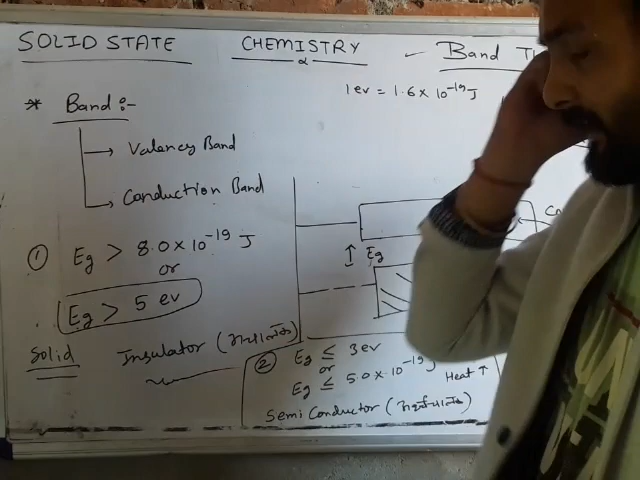 SOLID STATE CHEMISTRY
α
Band T
1 ev = 1.6 × 10⁻¹⁹ J
* Band :-
→ Valency Band
→ Conduction Band
① Eg > 8.0 × 10⁻¹⁹ J
or
Eg > 5 ev
Solid Insulator
↕ Eg
② Eg ≤ 3ev
or
Eg ≤ 5.0 × 10⁻¹⁹ J
Heat ↑
Semi Conductor